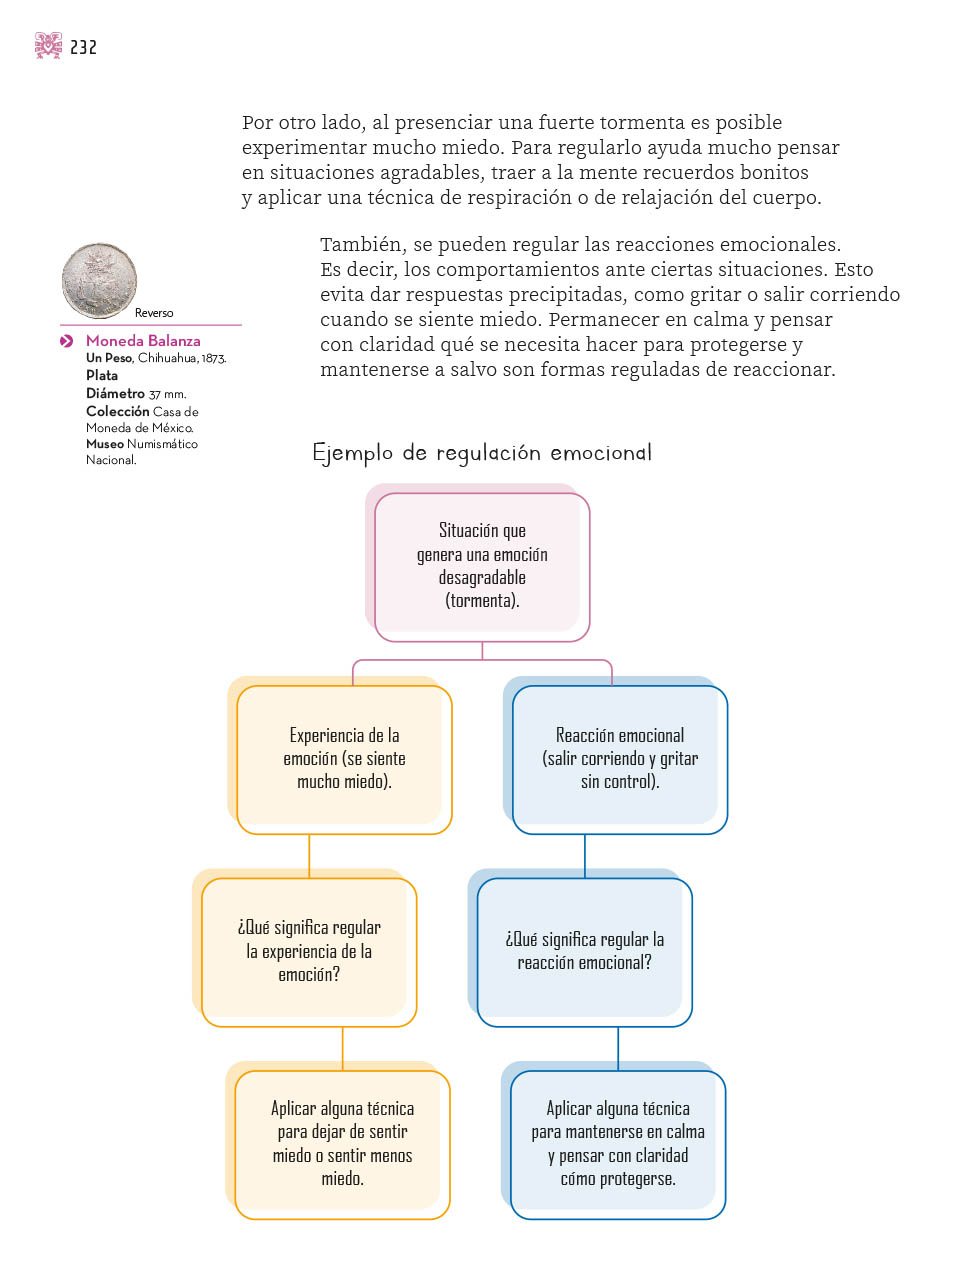 232
Por otro lado, al presenciar una fuerte tormenta es posible
experimentar mucho miedo. Para regularlo ayuda mucho pensar
en situaciones agradables, traer a la mente recuerdos bonitos
y aplicar una técnica de respiración o de relajación del cuerpo.
También, se pueden regular las reacciones emocionales.
Es decir, los comportamientos ante ciertas situaciones. Esto
evita dar respuestas precipitadas, como gritar o salir corriendo
cuando se siente miedo. Permanecer en calma y pensar
con claridad qué se necesita hacer para protegerse y
mantenerse a salvo son formas reguladas de reaccionar.
Reverso
Moneda Balanza
Un Peso, Chihuahua, 1873.
Plata
Diámetro 37 mm.
Colección Casa de
Moneda de México.
Museo Numismático
Nacional.
Ejemplo de regulación emocional
Situación que
genera una emoción
desagradable
(tormenta).
Experiencia de la
emoción (se siente
mucho miedo).
Reacción emocional
(salir corriendo y gritar
sin control).
¿Qué significa regular
la experiencia de la
emoción?
¿Qué significa regular la
reacción emocional?
Aplicar alguna técnica
para dejar de sentir
miedo o sentir menos
miedo.
Aplicar alguna técnica
para mantenerse en calma
y pensar con claridad
cómo protegerse.